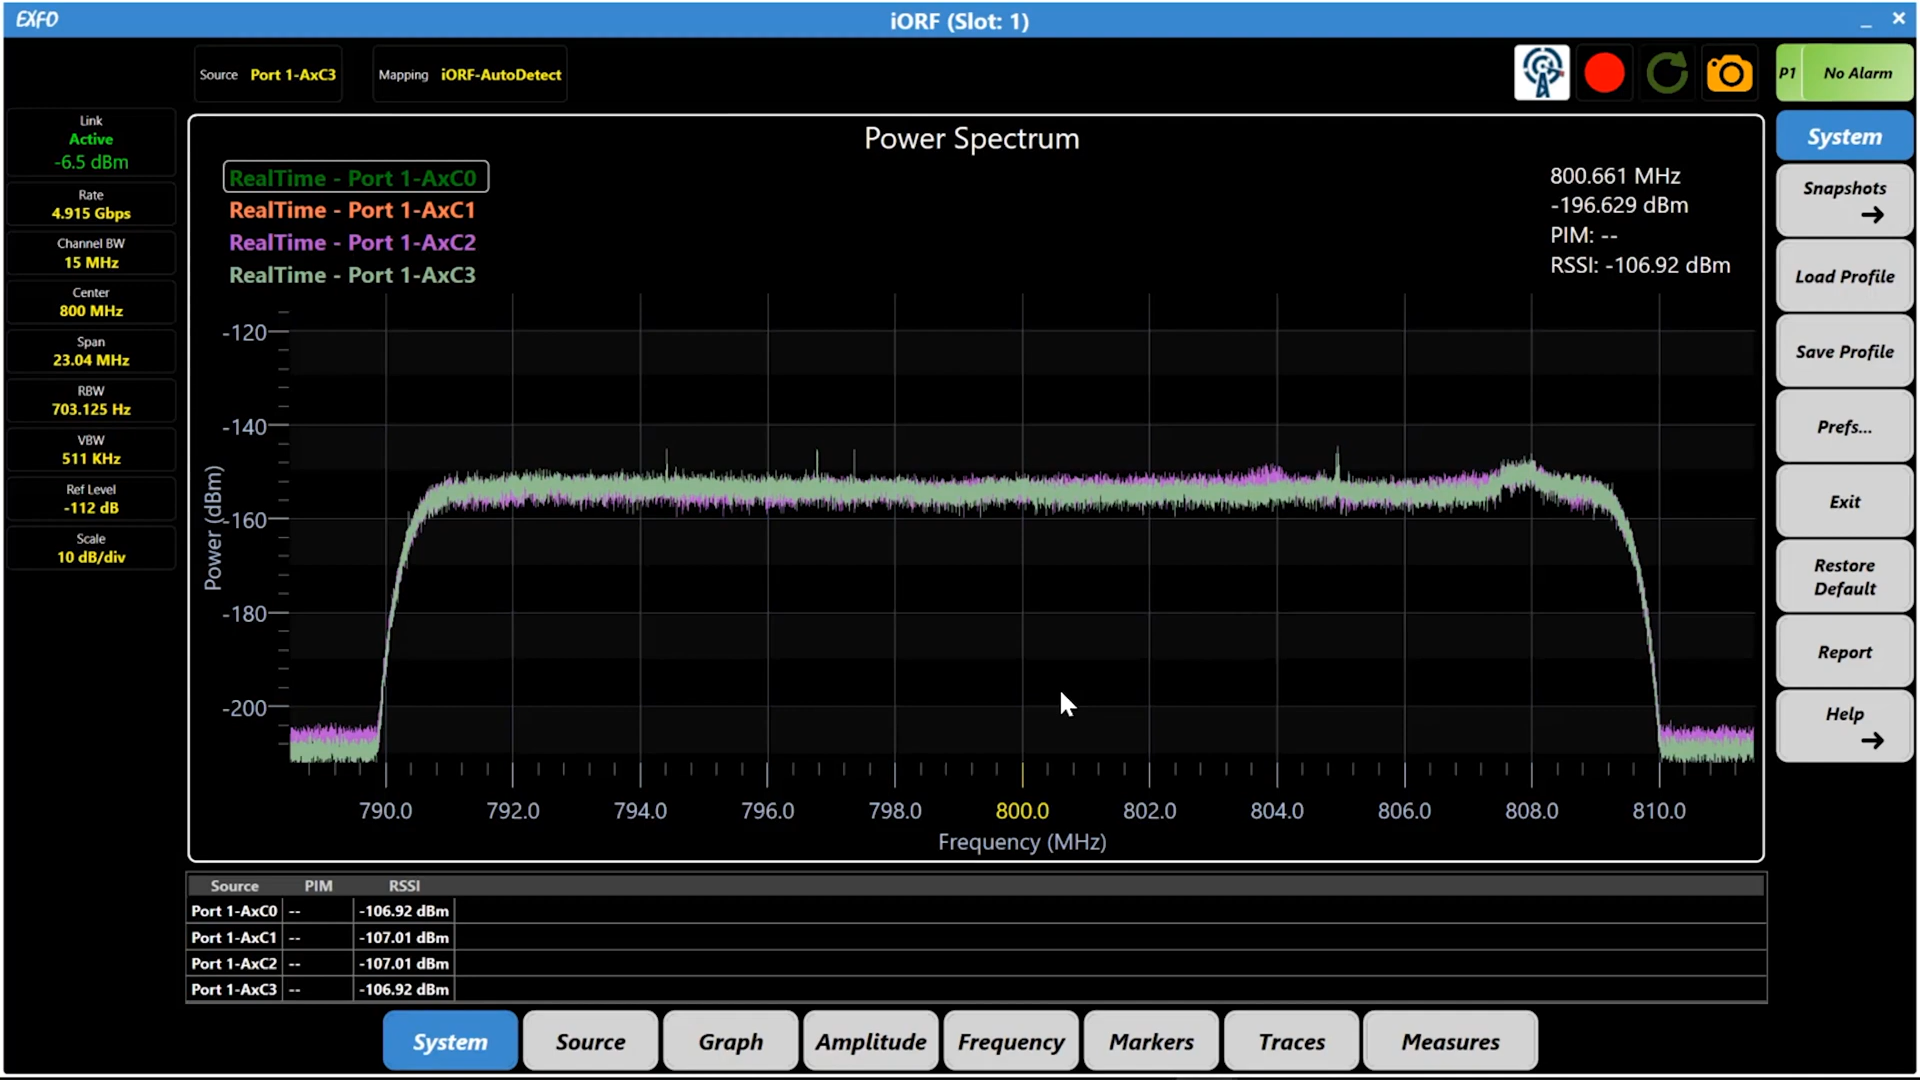 EXFO
iORF (Slot: 1)
Source Port 1-AxC3
Mapping iORF-AutoDetect
P1 No Alarm
Link
Active
-6.5 dBm
Rate
4.915 Gbps
Channel BW
15 MHz
Center
800 MHz
Span
23.04 MHz
RBW
703.125 Hz
VBW
511 KHz
Ref Level
-112 dB
Scale
10 dB/div
Power Spectrum
RealTime - Port 1-AxC0
RealTime - Port 1-AxC1
RealTime - Port 1-AxC2
RealTime - Port 1-AxC3
800.661 MHz
-196.629 dBm
PIM: --
RSSI: -106.92 dBm
Power (dBm)
-120
-140
-160
-180
-200
790.0 792.0 794.0 796.0 798.0 800.0 802.0 804.0 806.0 808.0 810.0
Frequency (MHz)
Source PIM RSSI
Port 1-AxC0 -- -106.92 dBm
Port 1-AxC1 -- -107.01 dBm
Port 1-AxC2 -- -107.01 dBm
Port 1-AxC3 -- -106.92 dBm
System
Snapshots
Load Profile
Save Profile
Prefs...
Exit
Restore
Default
Report
Help
System Source Graph Amplitude Frequency Markers Traces Measures